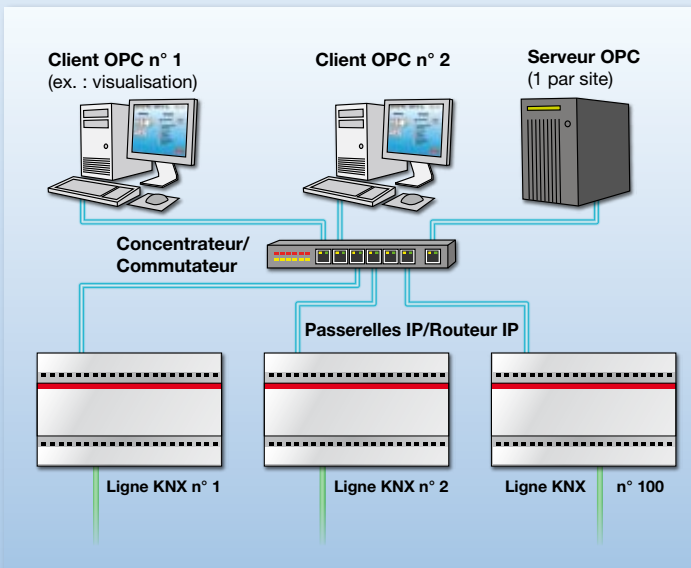 Client OPC n° 1
(ex. : visualisation)
Client OPC n° 2
Serveur OPC
(1 par site)
Concentrateur/
Commutateur
Passerelles IP/Routeur IP
Ligne KNX n° 1
Ligne KNX n° 2
Ligne KNX n° 100